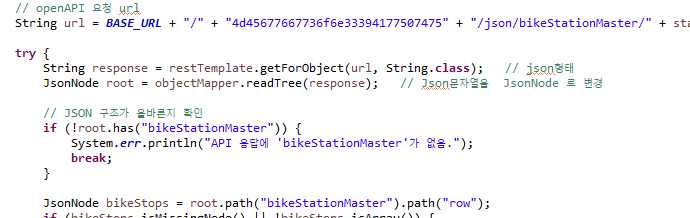 // openAPI 요청 url
String url = BASE_URL + "/" + "4d45677667736f6e33394177507475" + "/json/bikeStationMaster/" + sta
try {
String response = restTemplate.getForObject(url, String.class); // json형태
JsonNode root = objectMapper.readTree(response); // Json문자열을 JsonNode 로 변경
// JSON 구조가 올바른지 확인
if (!root.has("bikeStationMaster")) {
System.err.println("API 응답에 'bikeStationMaster'가 없음.");
break;
}
JsonNode bikeStops = root.path("bikeStationMaster").path("row");
if (bikeStops.isMissingNode() || !bikeStops.isArray()) {